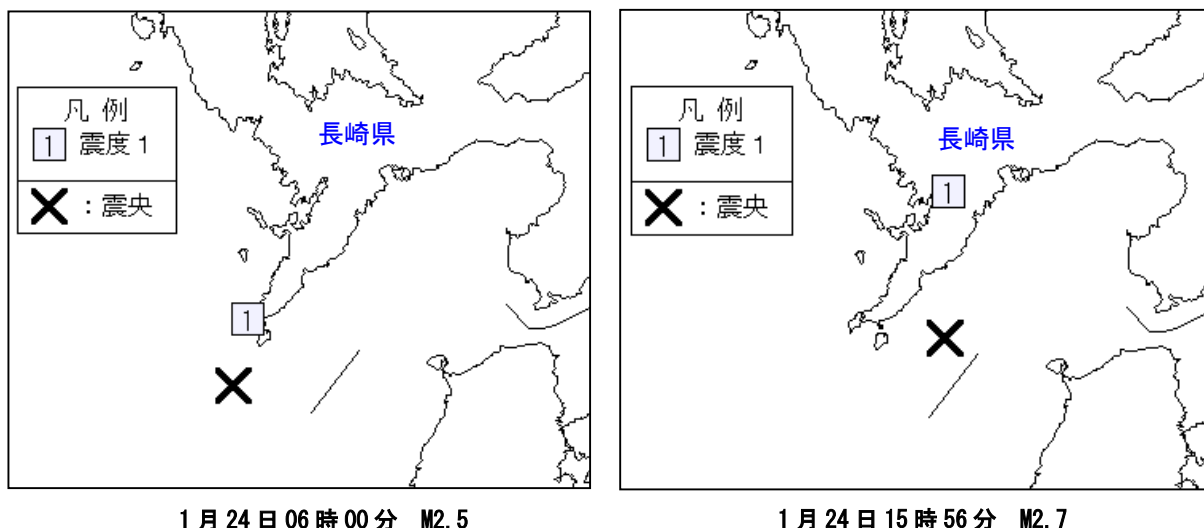 凡 例
1 震度1
:震央
長崎県
1
1月24日06時00分 M2.5
凡 例
1 震度1
:震央
長崎県
1
1月24日15時56分 M2.7